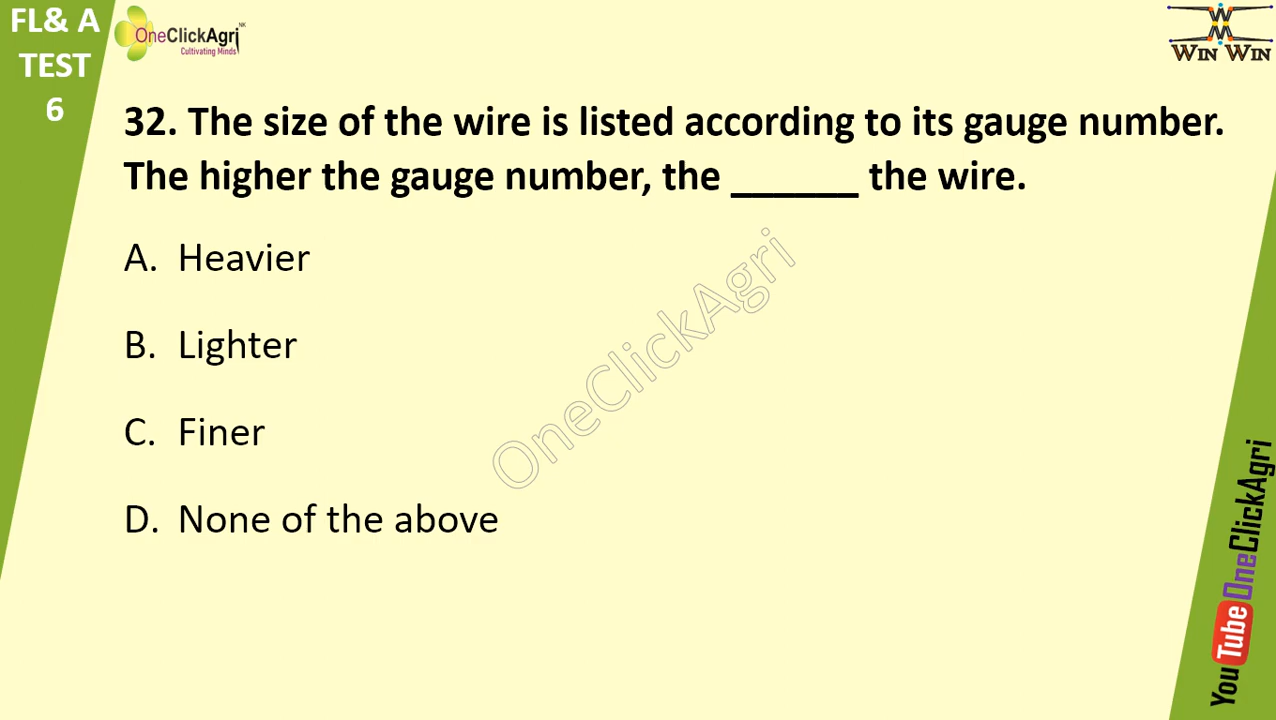 FL& A
TEST
6
OneClickAgri NK
Cultivating Minds
WIN WIN
32. The size of the wire is listed according to its gauge number.
The higher the gauge number, the ______ the wire.
A. Heavier
B. Lighter
C. Finer
D. None of the above
OneClickAgri
YouTube OneClickAgri